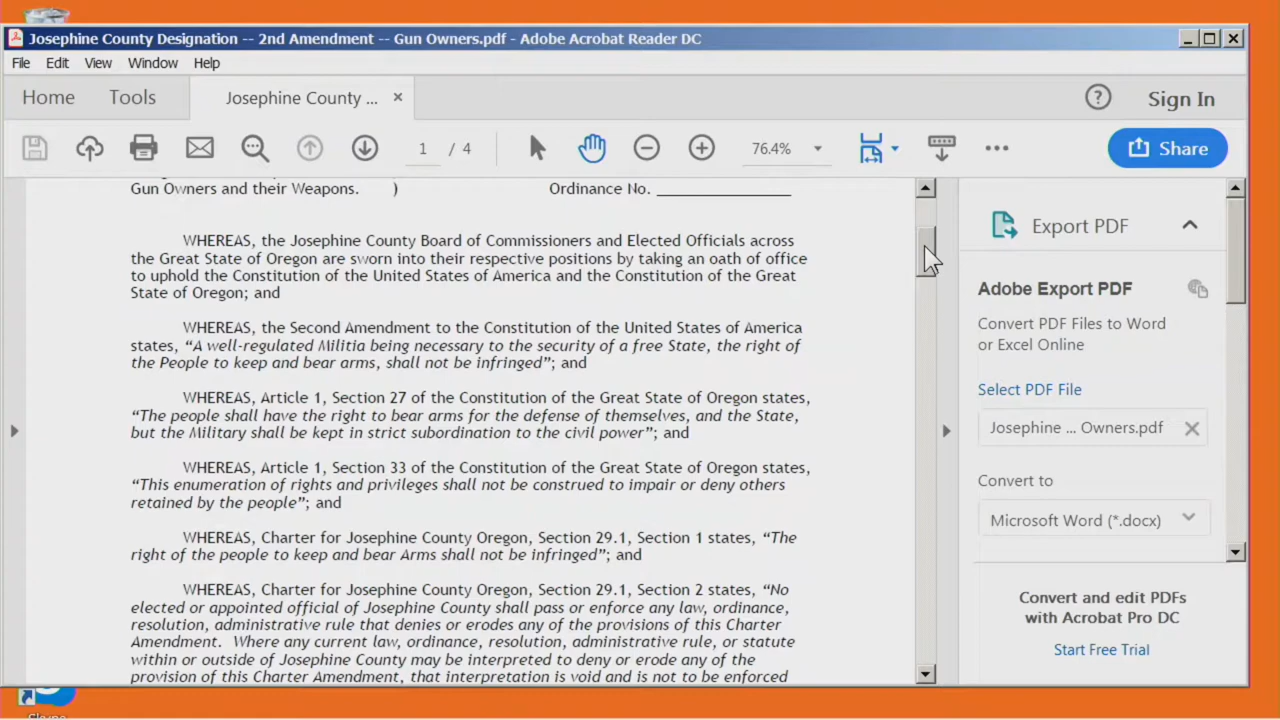 Josephine County Designation -- 2nd Amendment -- Gun Owners.pdf - Adobe Acrobat Reader DC
File Edit View Window Help
Home Tools Josephine County ... × ? Sign In
1 / 4 76.4% Share
Gun Owners and their Weapons. ) Ordinance No. _______________
WHEREAS, the Josephine County Board of Commissioners and Elected Officials across
the Great State of Oregon are sworn into their respective positions by taking an oath of office
to uphold the Constitution of the United States of America and the Constitution of the Great
State of Oregon; and
WHEREAS, the Second Amendment to the Constitution of the United States of America
states, “A well-regulated Militia being necessary to the security of a free State, the right of
the People to keep and bear arms, shall not be infringed”; and
WHEREAS, Article 1, Section 27 of the Constitution of the Great State of Oregon states,
“The people shall have the right to bear arms for the defense of themselves, and the State,
but the Military shall be kept in strict subordination to the civil power”; and
WHEREAS, Article 1, Section 33 of the Constitution of the Great State of Oregon states,
“This enumeration of rights and privileges shall not be construed to impair or deny others
retained by the people”; and
WHEREAS, Charter for Josephine County Oregon, Section 29.1, Section 1 states, “The
right of the people to keep and bear Arms shall not be infringed”; and
WHEREAS, Charter for Josephine County Oregon, Section 29.1, Section 2 states, “No
elected or appointed official of Josephine County shall pass or enforce any law, ordinance,
resolution, administrative rule that denies or erodes any of the provisions of this Charter
Amendment. Where any current law, ordinance, resolution, administrative rule, or statute
within or outside of Josephine County may be interpreted to deny or erode any of the
provision of this Charter Amendment, that interpretation is void and is not to be enforced
Export PDF
Adobe Export PDF
Convert PDF Files to Word
or Excel Online
Select PDF File
Josephine ... Owners.pdf
Convert to
Microsoft Word (*.docx)
Convert and edit PDFs
with Acrobat Pro DC
Start Free Trial